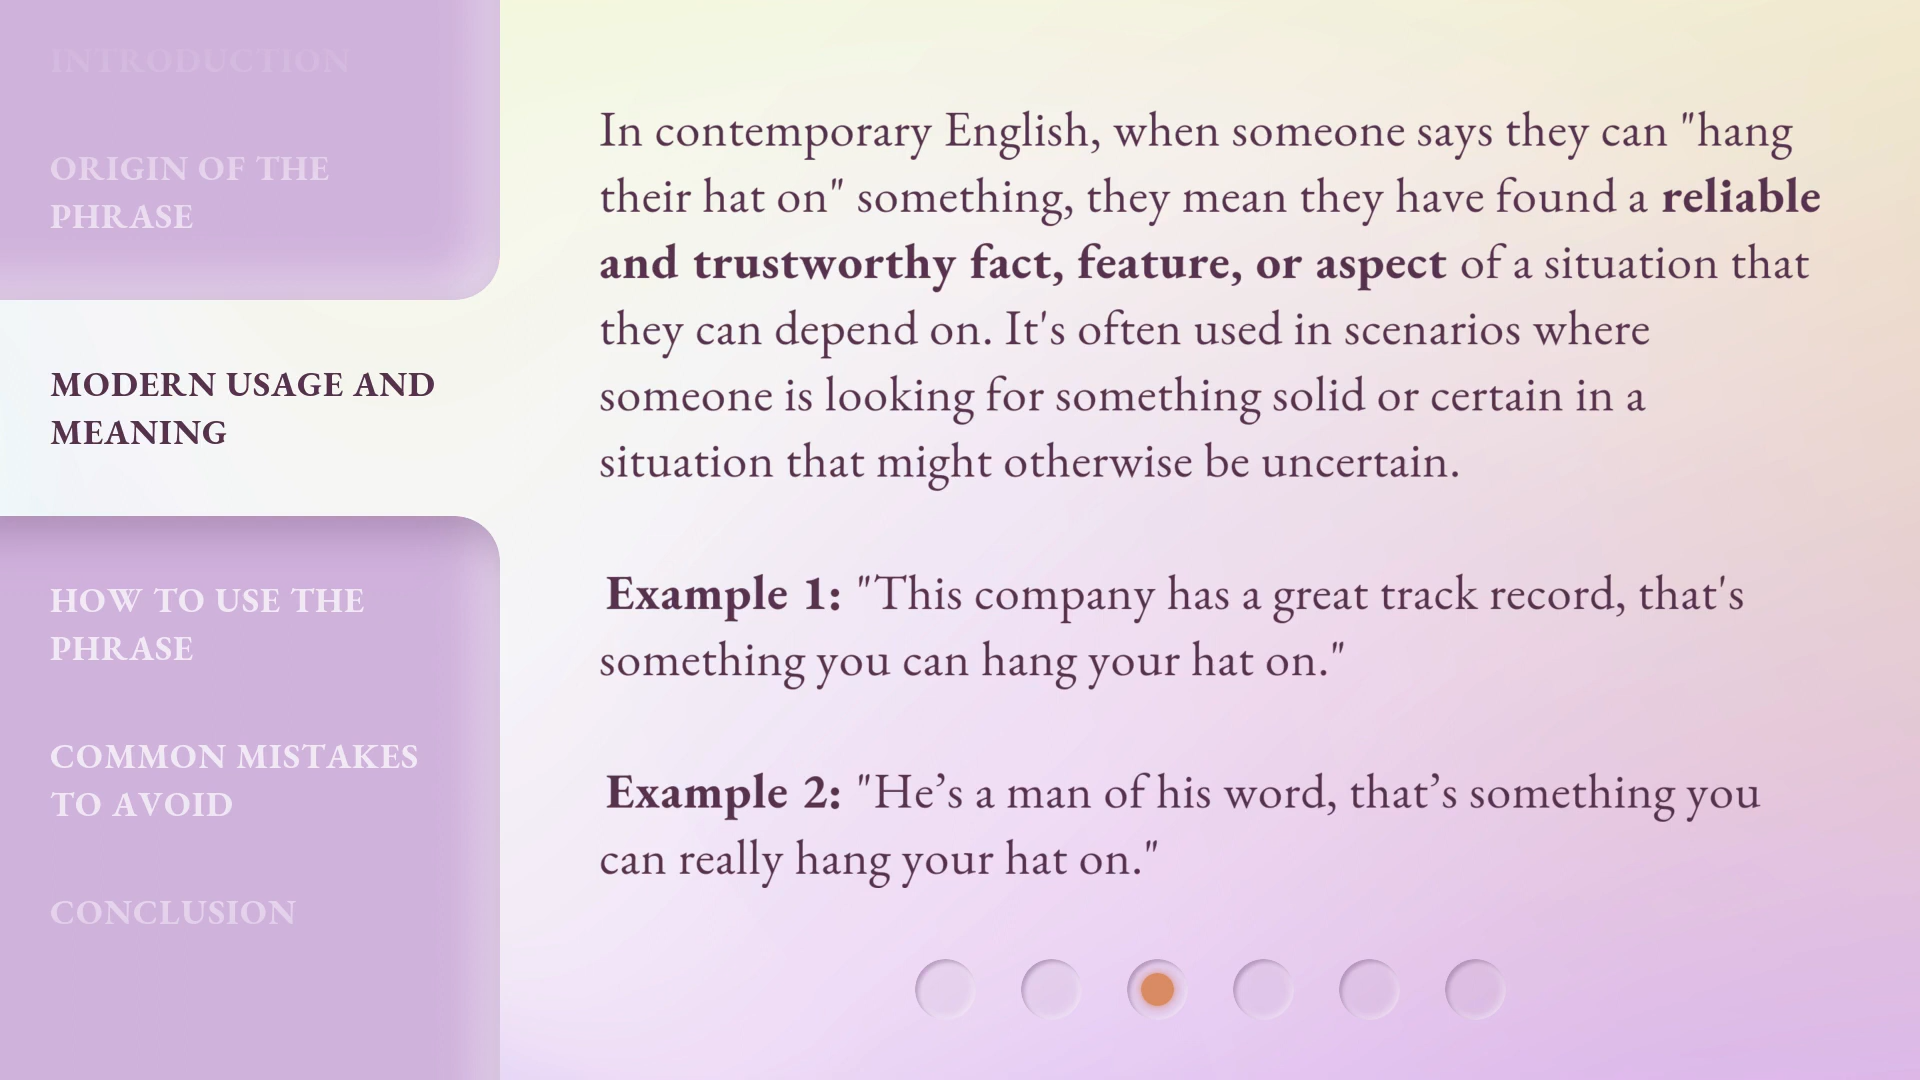 INTRODUCTION
ORIGIN OF THE
PHRASE
MODERN USAGE AND
MEANING
HOW TO USE THE
PHRASE
COMMON MISTAKES
TO AVOID
CONCLUSION
In contemporary English, when someone says they can "hang
their hat on" something, they mean they have found a reliable
and trustworthy fact, feature, or aspect of a situation that
they can depend on. It's often used in scenarios where
someone is looking for something solid or certain in a
situation that might otherwise be uncertain.
Example 1: "This company has a great track record, that's
something you can hang your hat on."
Example 2: "He’s a man of his word, that’s something you
can really hang your hat on."